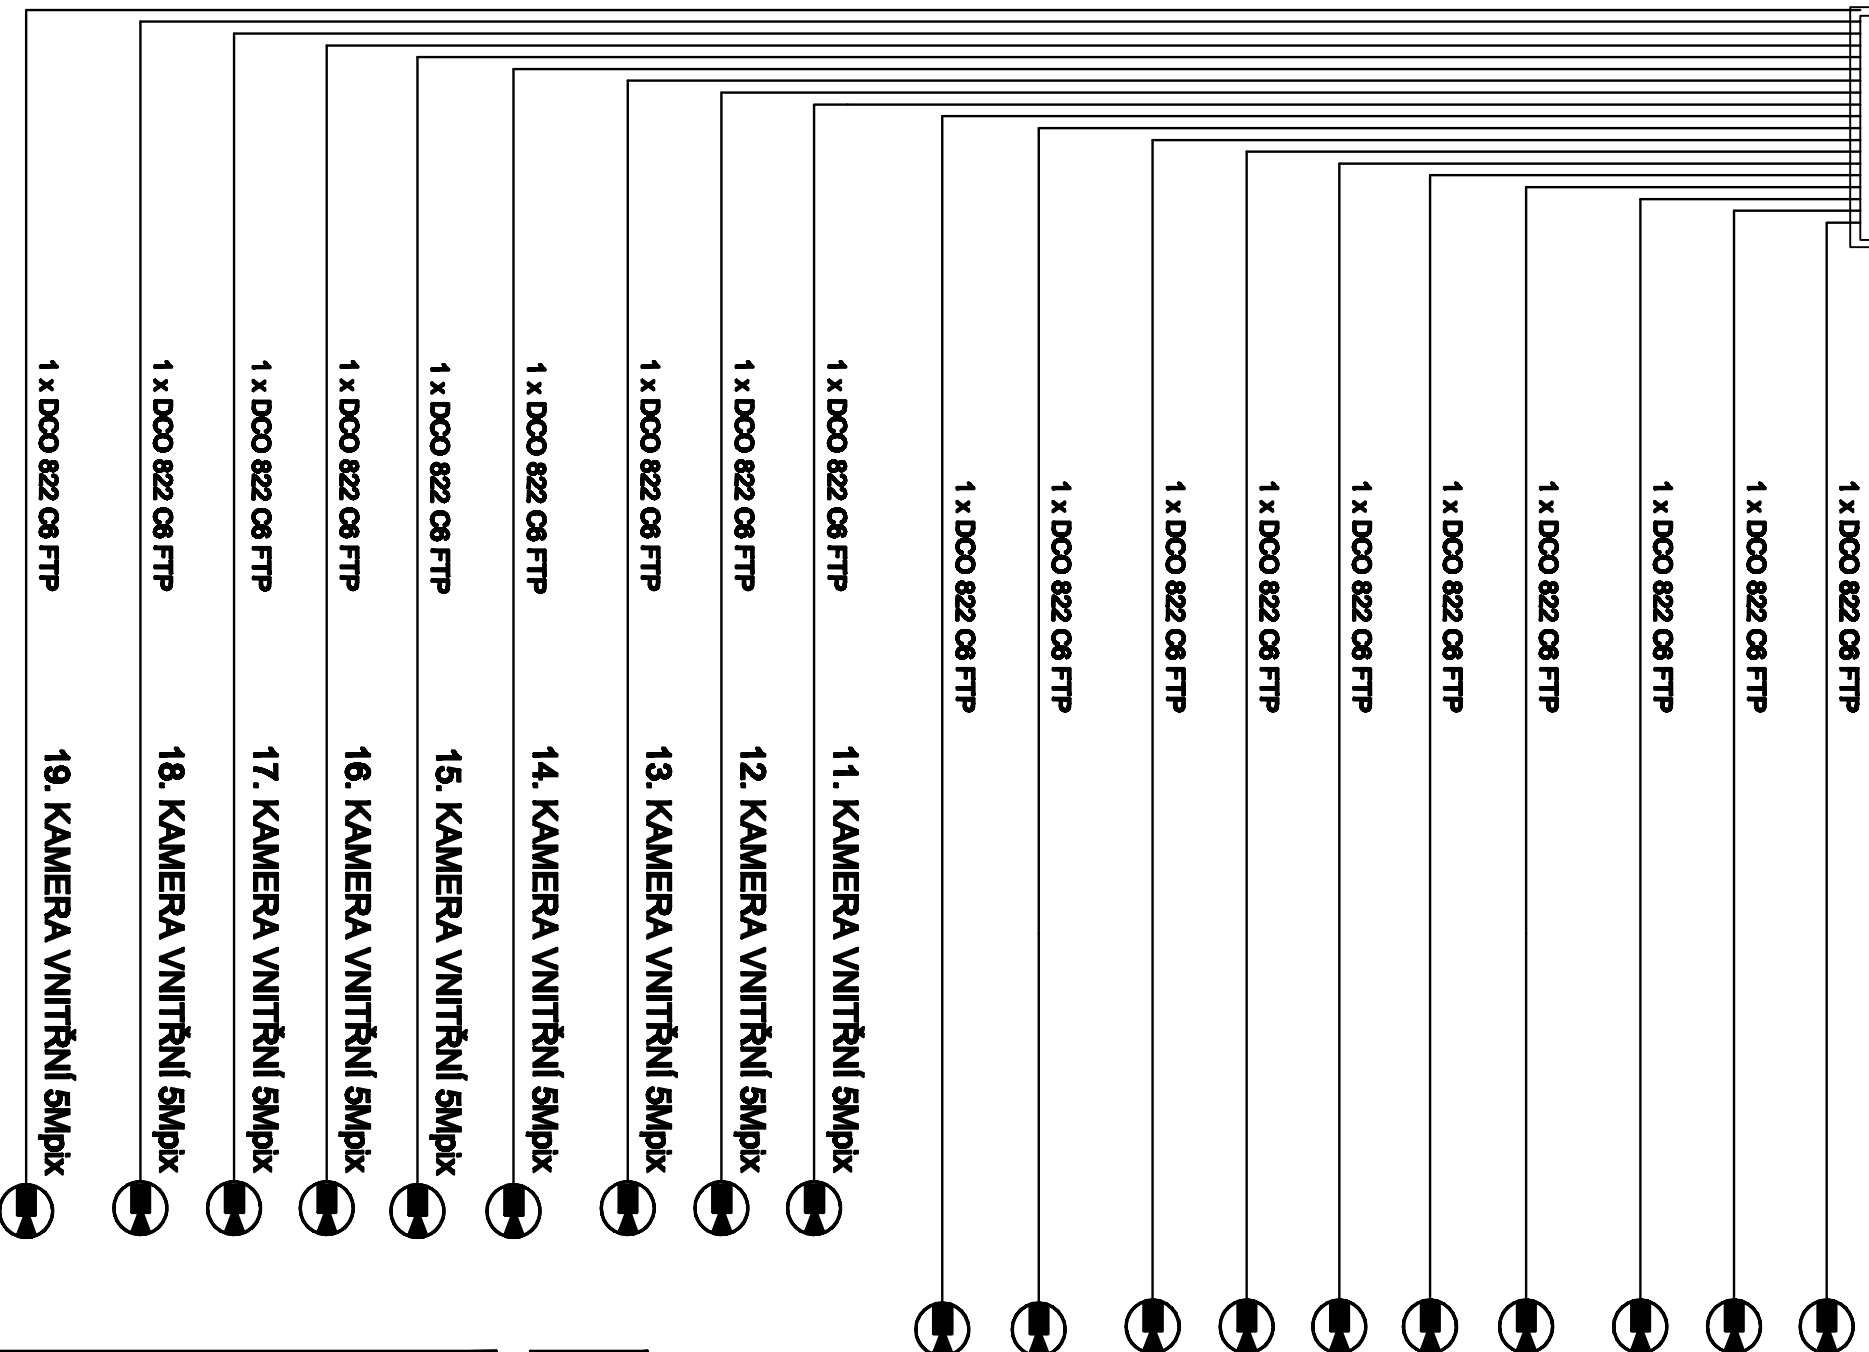 1 x DCO 822 C6 FTP
1 x DCO 822 C6 FTP
1 x DCO 822 C6 FTP
1 x DCO 822 C6 FTP
1 x DCO 822 C6 FTP
1 x DCO 822 C6 FTP
1 x DCO 822 C6 FTP
1 x DCO 822 C6 FTP
1 x DCO 822 C6 FTP
1 x DCO 822 C6 FTP
1 x DCO 822 C6 FTP
11. KAMERA VNITŘNÍ 5Mpix
1 x DCO 822 C6 FTP
12. KAMERA VNITŘNÍ 5Mpix
1 x DCO 822 C6 FTP
13. KAMERA VNITŘNÍ 5Mpix
1 x DCO 822 C6 FTP
14. KAMERA VNITŘNÍ 5Mpix
1 x DCO 822 C6 FTP
15. KAMERA VNITŘNÍ 5Mpix
1 x DCO 822 C6 FTP
16. KAMERA VNITŘNÍ 5Mpix
1 x DCO 822 C6 FTP
17. KAMERA VNITŘNÍ 5Mpix
1 x DCO 822 C6 FTP
18. KAMERA VNITŘNÍ 5Mpix
1 x DCO 822 C6 FTP
19. KAMERA VNITŘNÍ 5Mpix